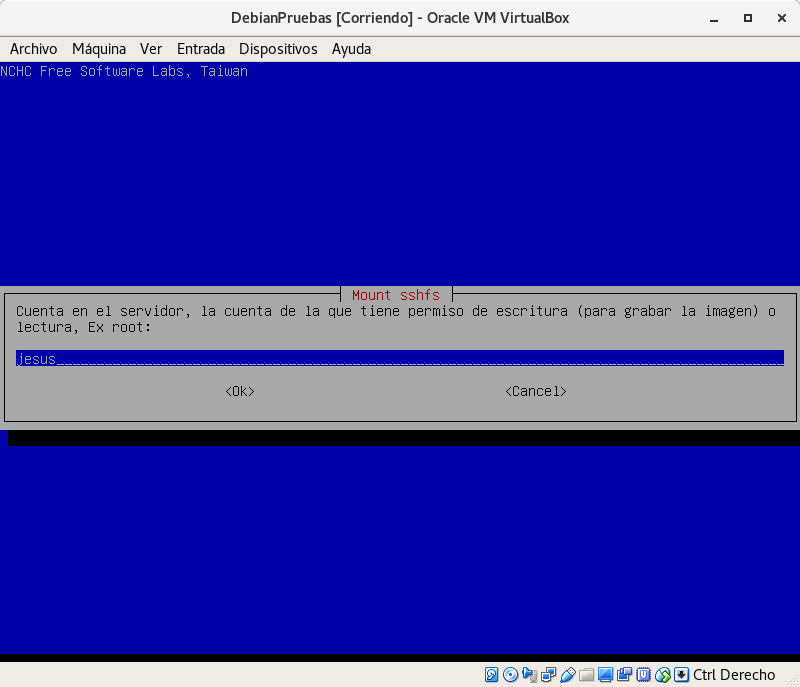 DebianPruebas [Corriendo] - Oracle VM VirtualBox
Archivo Máquina Ver Entrada Dispositivos Ayuda
NCHC Free Software Labs, Taiwan
Mount sshfs
Cuenta en el servidor, la cuenta de la que tiene permiso de escritura (para grabar la imagen) o
lectura, Ex root:
jesus
<Ok> <Cancel>
Ctrl Derecho